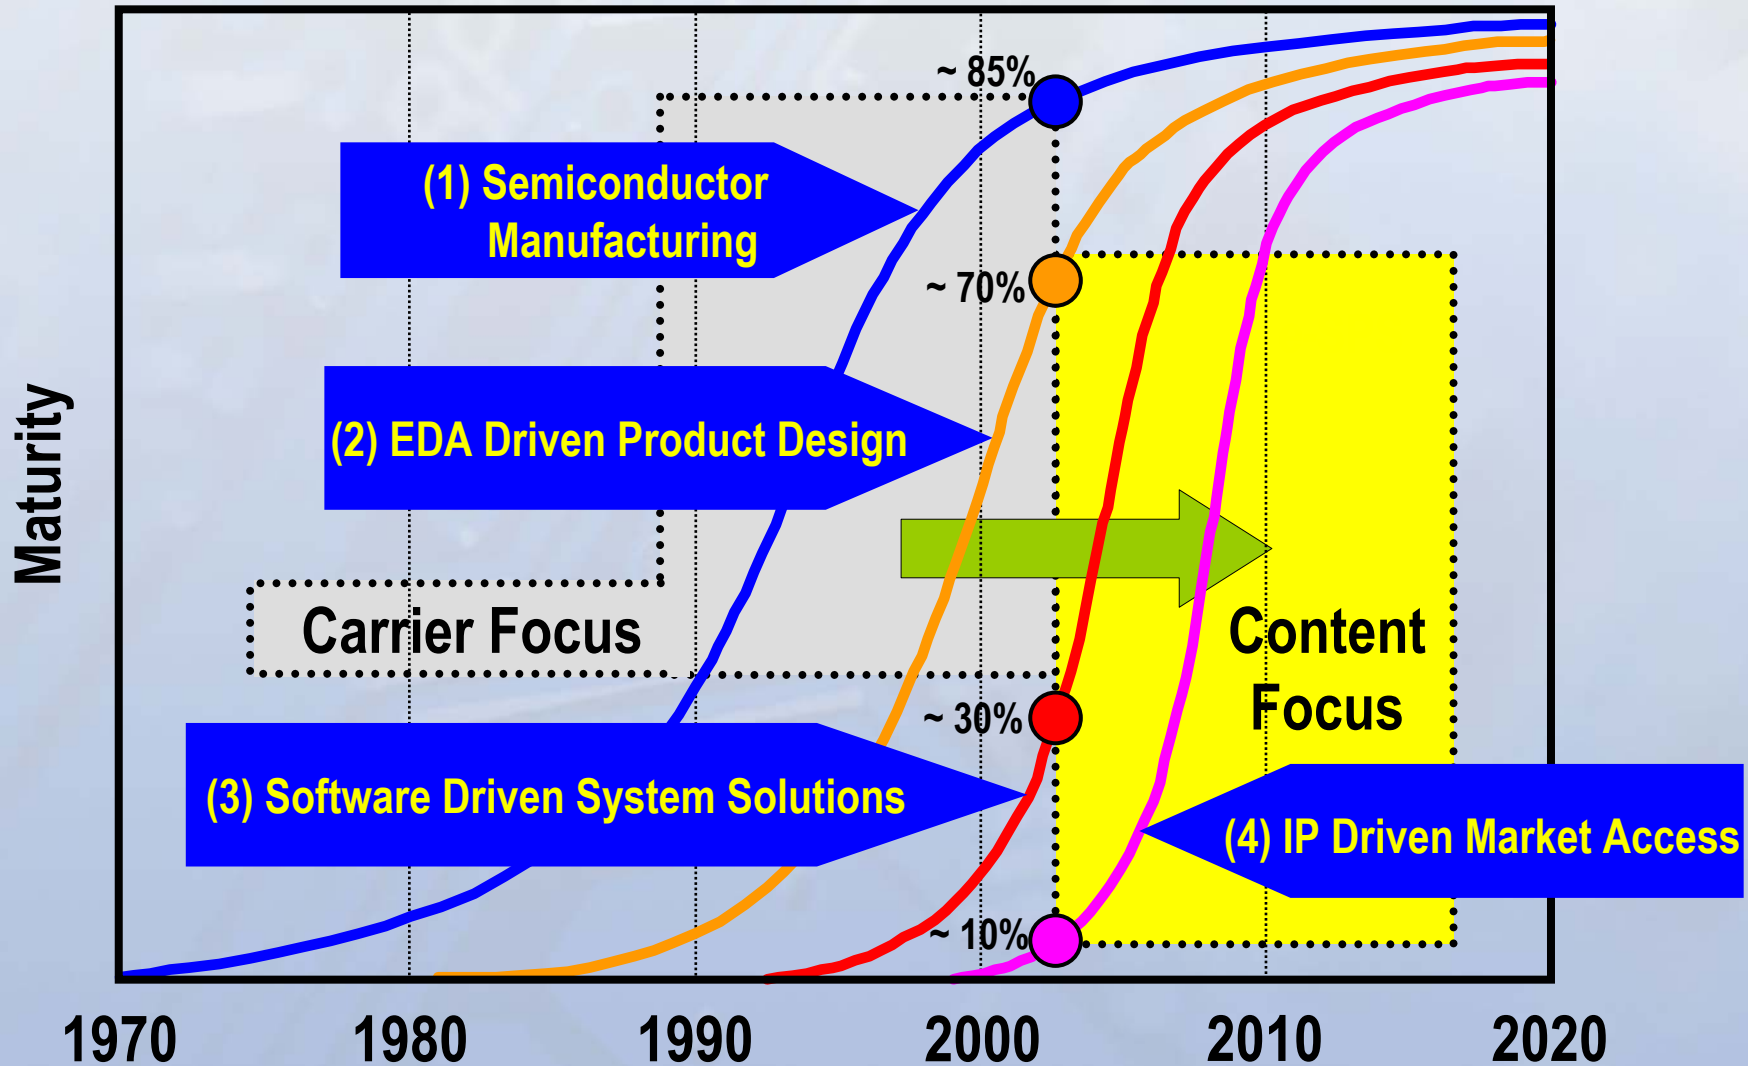 ~ 85%
(1) Semiconductor
Manufacturing
~ 70%
Maturity
(2) EDA Driven Product Design
Carrier Focus
Content
Focus
~ 30%
(3) Software Driven System Solutions
(4) IP Driven Market Access
~ 10%
1970 1980 1990 2000 2010 2020